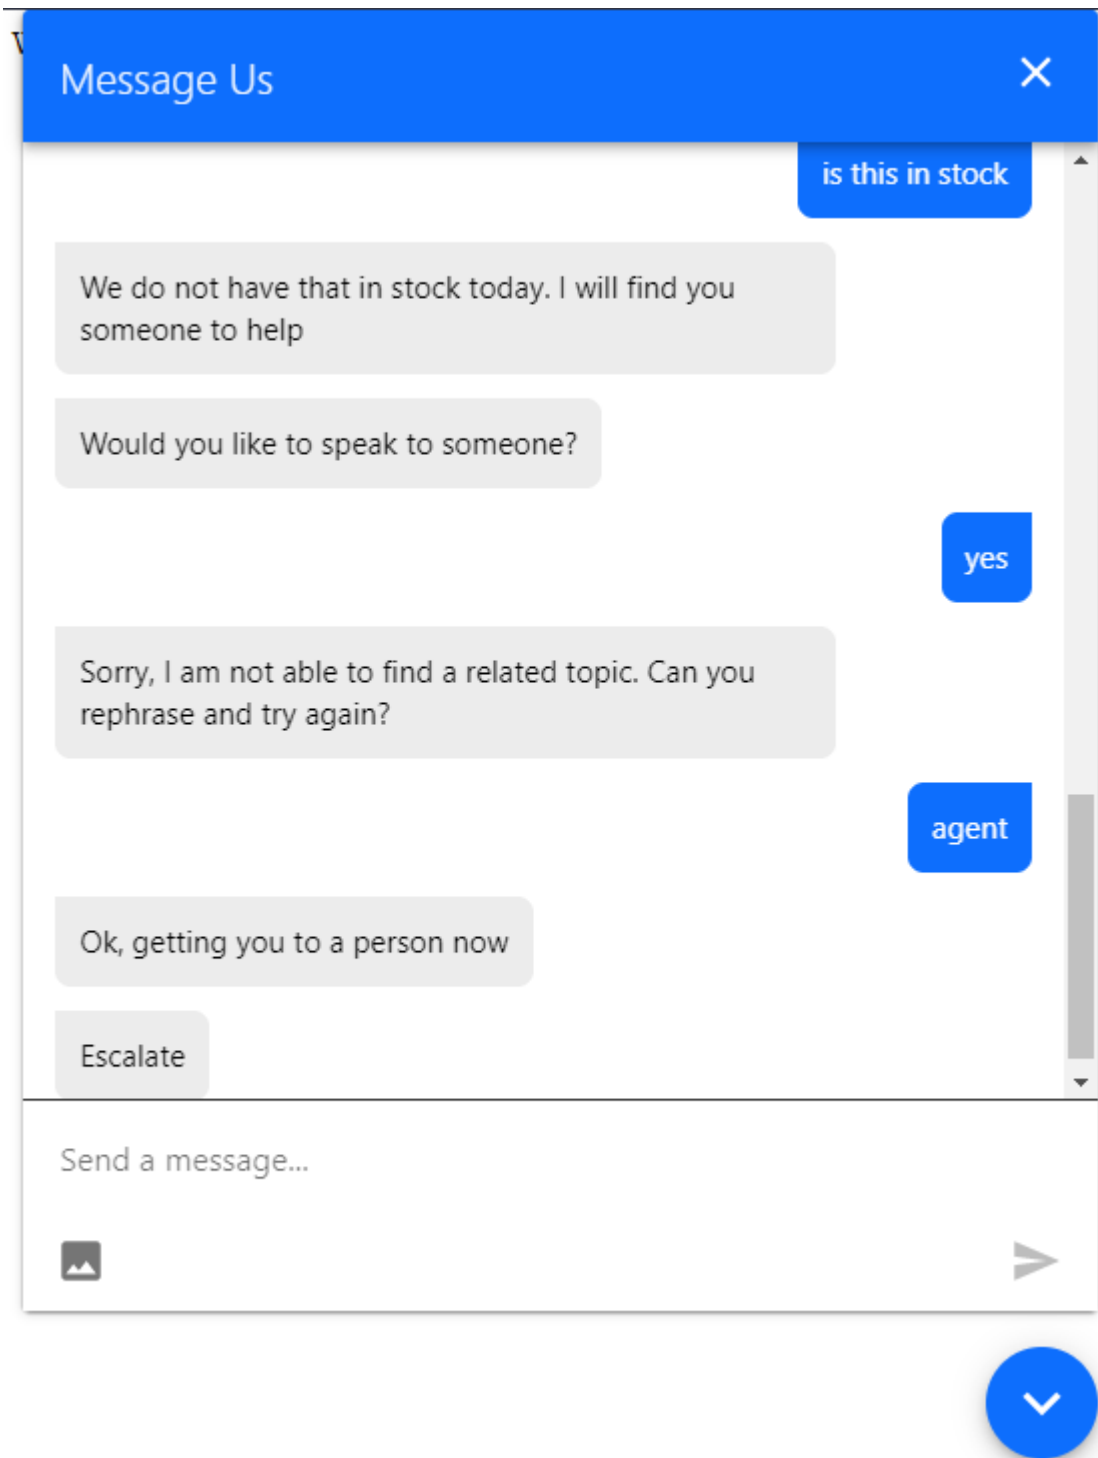 Message Us
is this in stock
We do not have that in stock today. I will find you
someone to help
Would you like to speak to someone?
yes
Sorry, I am not able to find a related topic. Can you
rephrase and try again?
agent
Ok, getting you to a person now
Escalate
Send a message...